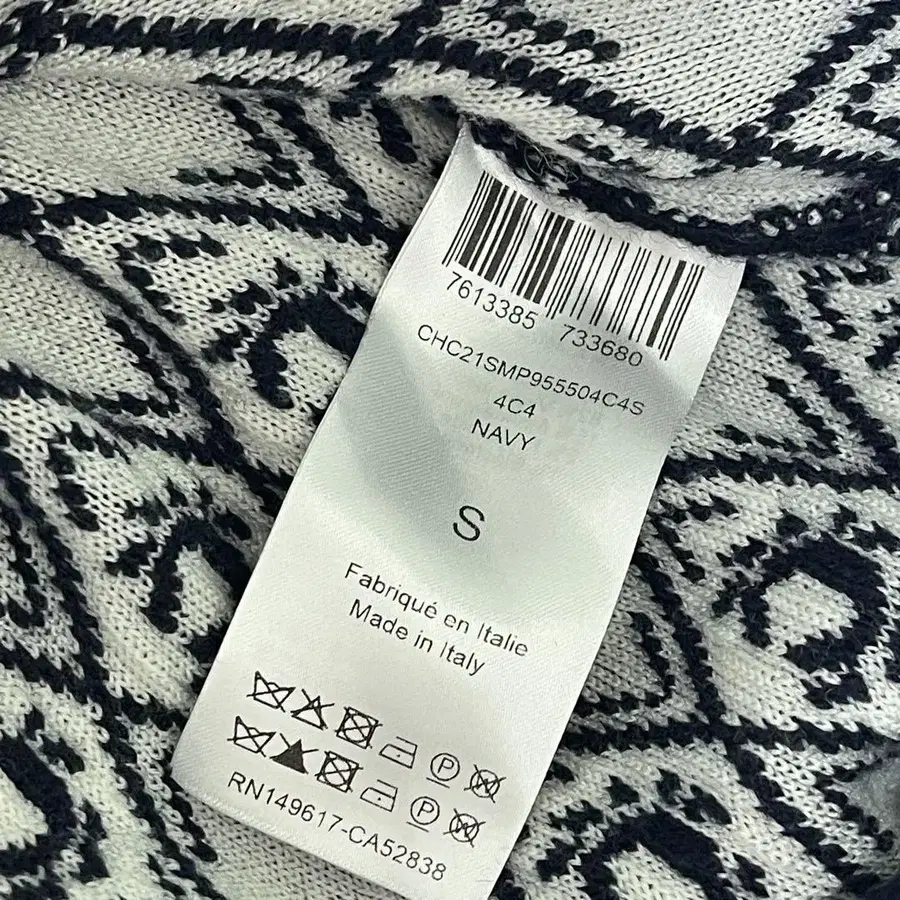 7613385 733680
CHC21SMP955504C4S
4C4
NAVY
S
Fabriqué en Italie
Made in Italy
P W
P W
RN149617-CA52838